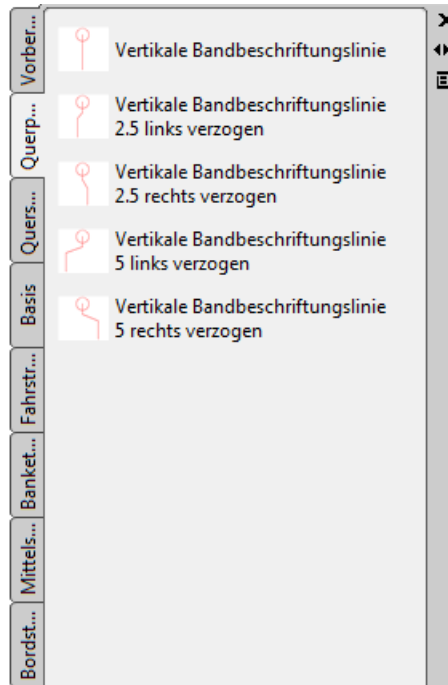 Vorber...
Querp...
Quers...
Basis
Fahrstr...
Banket...
Mittels...
Bordst...
Vertikale Bandbeschriftungslinie
Vertikale Bandbeschriftungslinie
2.5 links verzogen
Vertikale Bandbeschriftungslinie
2.5 rechts verzogen
Vertikale Bandbeschriftungslinie
5 links verzogen
Vertikale Bandbeschriftungslinie
5 rechts verzogen